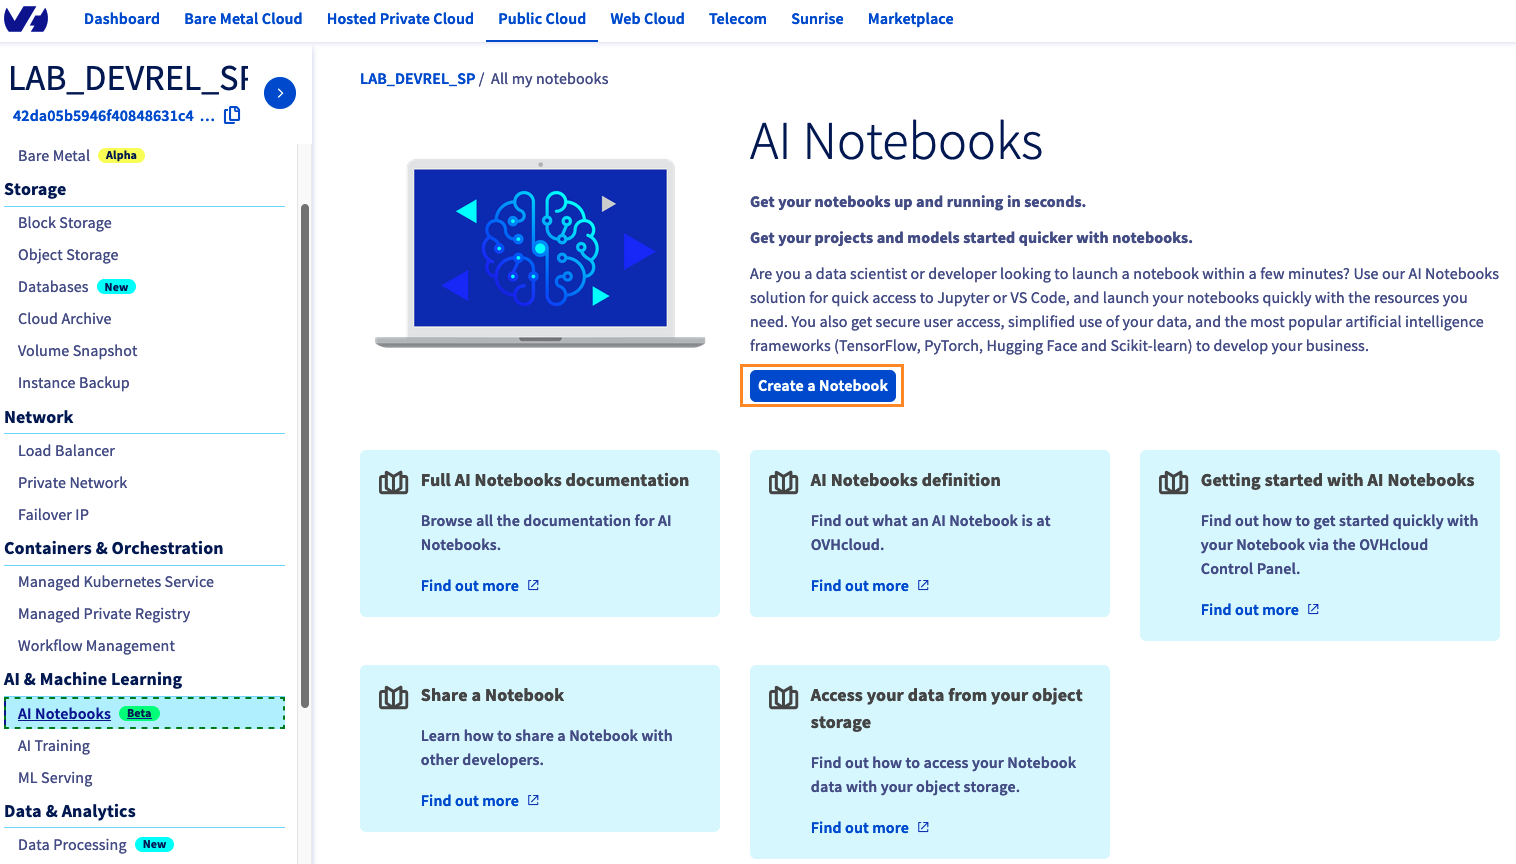 Dashboard Bare Metal Cloud Hosted Private Cloud Public Cloud Web Cloud Telecom Sunrise Marketplace
LAB_DEVREL_SP
42da05b5946f40848631c4 ...
Bare Metal Alpha
Storage
Block Storage
Object Storage
Databases New
Cloud Archive
Volume Snapshot
Instance Backup
Network
Load Balancer
Private Network
Failover IP
Containers & Orchestration
Managed Kubernetes Service
Managed Private Registry
Workflow Management
AI & Machine Learning
AI Notebooks Beta
AI Training
ML Serving
Data & Analytics
Data Processing New
LAB_DEVREL_SP / All my notebooks
AI Notebooks
Get your notebooks up and running in seconds.
Get your projects and models started quicker with notebooks.
Are you a data scientist or developer looking to launch a notebook within a few minutes? Use our AI Notebooks
solution for quick access to Jupyter or VS Code, and launch your notebooks quickly with the resources you
need. You also get secure user access, simplified use of your data, and the most popular artificial intelligence
frameworks (TensorFlow, PyTorch, Hugging Face and Scikit-learn) to develop your business.
Create a Notebook
Full AI Notebooks documentation
Browse all the documentation for AI
Notebooks.
Find out more
AI Notebooks definition
Find out what an AI Notebook is at
OVHcloud.
Find out more
Getting started with AI Notebooks
Find out how to get started quickly with
your Notebook via the OVHcloud
Control Panel.
Find out more
Share a Notebook
Learn how to share a Notebook with
other developers.
Find out more
Access your data from your object
storage
Find out how to access your Notebook
data with your object storage.
Find out more